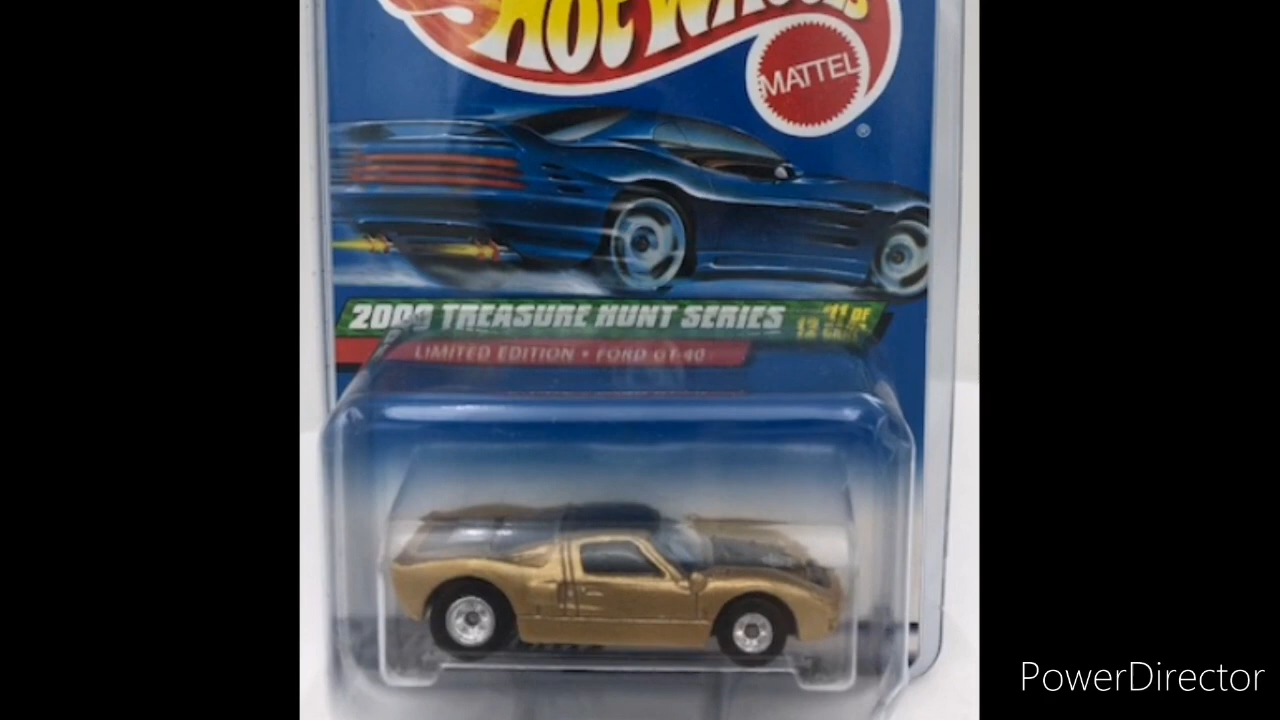 HOT WHEELS
MATTEL
®
2000 TREASURE HUNT SERIES
#11 OF
12 CARS
LIMITED EDITION • FORD GT-40
PowerDirector